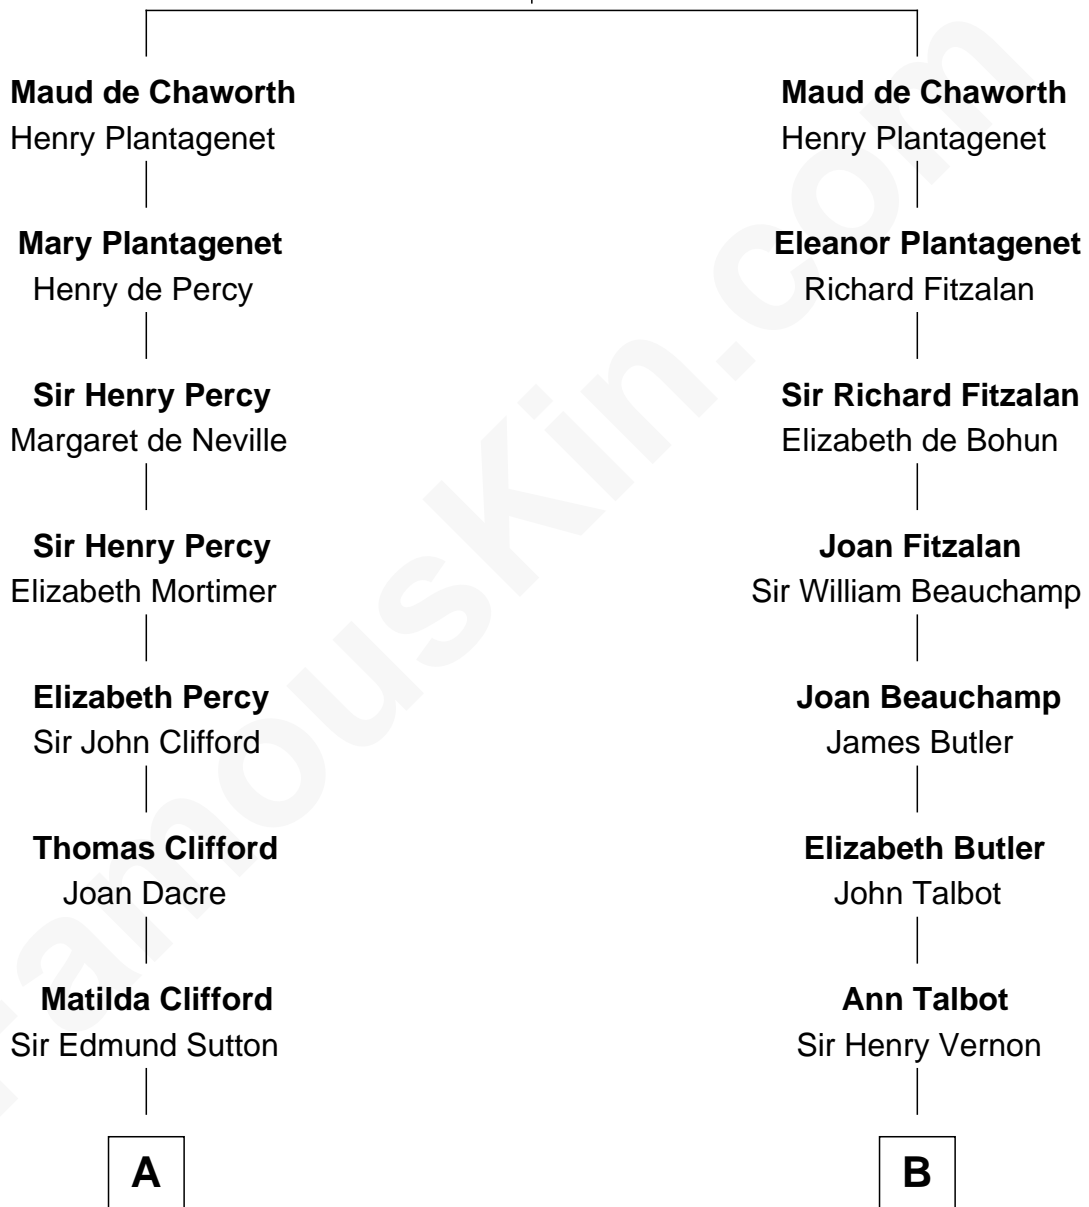 Maud de Chaworth
Henry Plantagenet
Mary Plantagenet
Henry de Percy
Sir Henry Percy
Margaret de Neville
Sir Henry Percy
Elizabeth Mortimer
Elizabeth Percy
Sir John Clifford
Thomas Clifford
Joan Dacre
Matilda Clifford
Sir Edmund Sutton
A
Maud de Chaworth
Henry Plantagenet
Eleanor Plantagenet
Richard Fitzalan
Sir Richard Fitzalan
Elizabeth de Bohun
Joan Fitzalan
Sir William Beauchamp
Joan Beauchamp
James Butler
Elizabeth Butler
John Talbot
Ann Talbot
Sir Henry Vernon
B
FamousKin.com